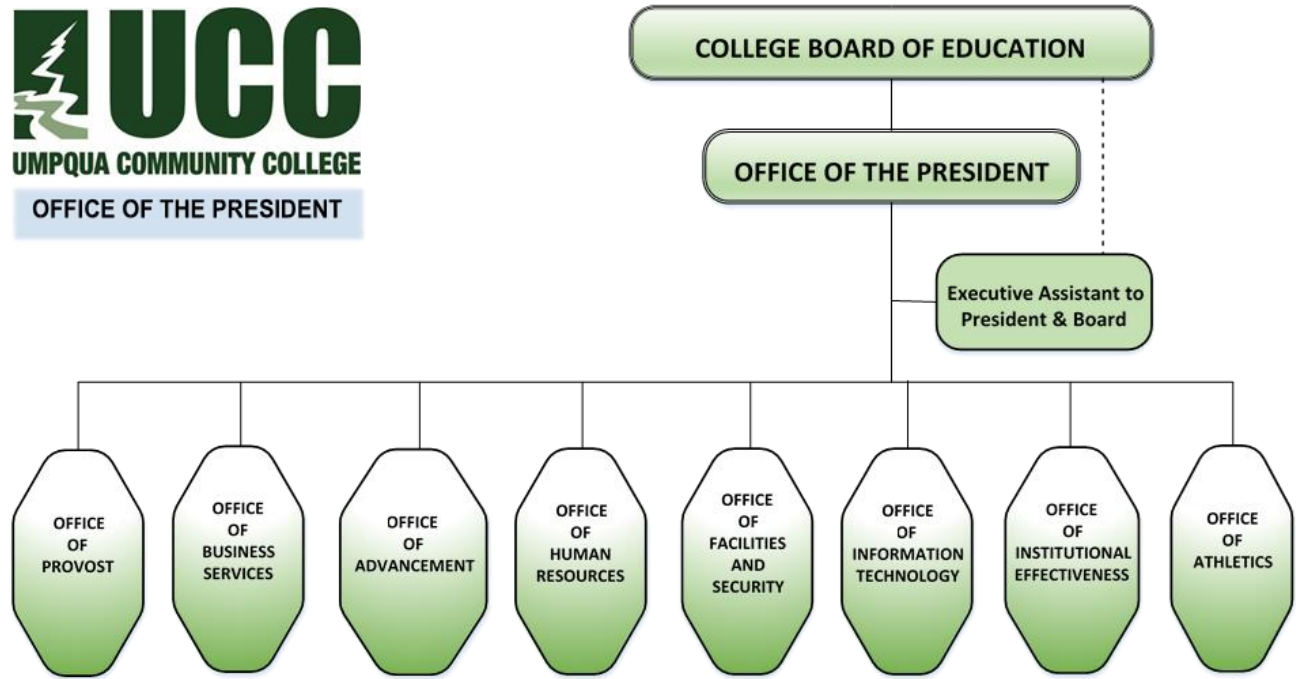 UCC
UMPQUA COMMUNITY COLLEGE
OFFICE OF THE PRESIDENT
COLLEGE BOARD OF EDUCATION
OFFICE OF THE PRESIDENT
Executive Assistant to
President & Board
OFFICE
OF
PROVOST
OFFICE
OF
BUSINESS
SERVICES
OFFICE
OF
ADVANCEMENT
OFFICE
OF
HUMAN
RESOURCES
OFFICE
OF
FACILITIES
AND
SECURITY
OFFICE
OF
INFORMATION
TECHNOLOGY
OFFICE
OF
INSTITUTIONAL
EFFECTIVENESS
OFFICE
OF
ATHLETICS